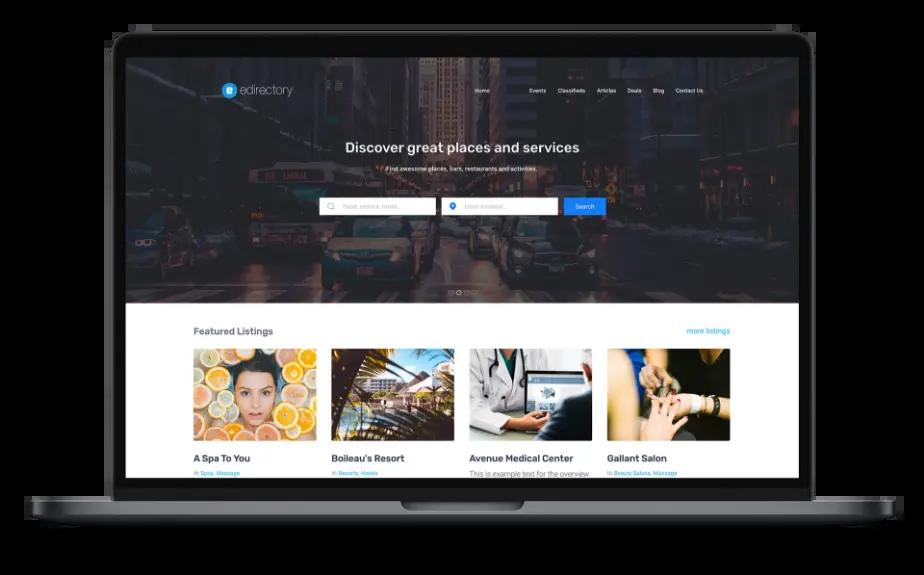 e edirectory
Home Events Classifieds Articles Deals Blog Contact Us
Discover great places and services
Find awesome places, bars, restaurants and activities.
Food, service, hotel...
Enter location...
Search
Featured Listings
more listings
A Spa To You
In Spas, Massage
Boileau's Resort
In Resorts, Hotels
Avenue Medical Center
This is example text for the overview
Gallant Salon
In Beauty Salons, Massage